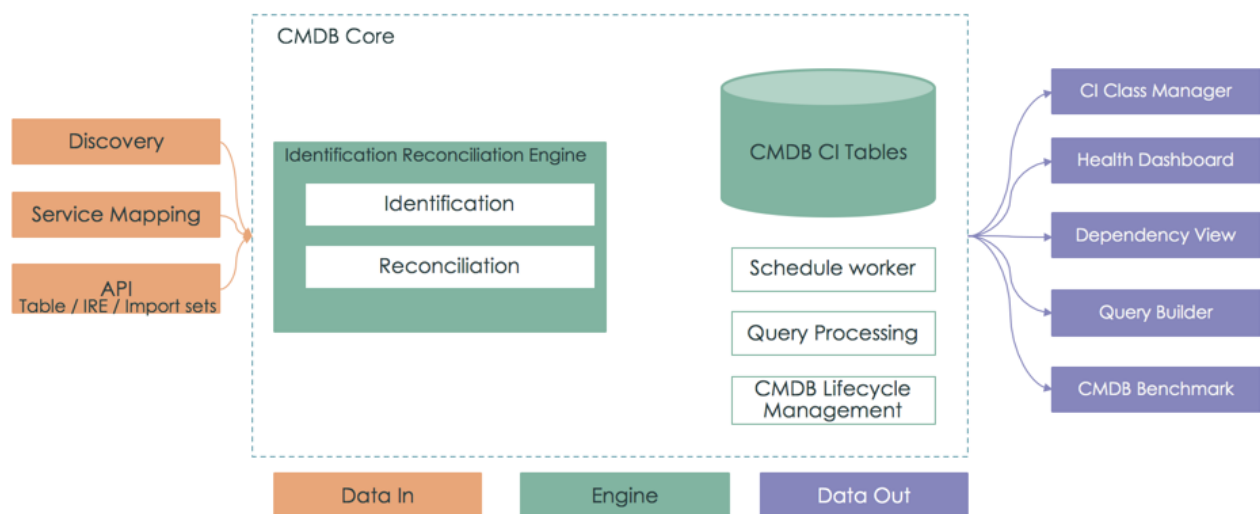 CMDB Core
Discovery
Service Mapping
API
Table / IRE / Import sets
Identification Reconciliation Engine
Identification
Reconciliation
CMDB CI Tables
Schedule worker
Query Processing
CMDB Lifecycle
Management
CI Class Manager
Health Dashboard
Dependency View
Query Builder
CMDB Benchmark
Data In
Engine
Data Out